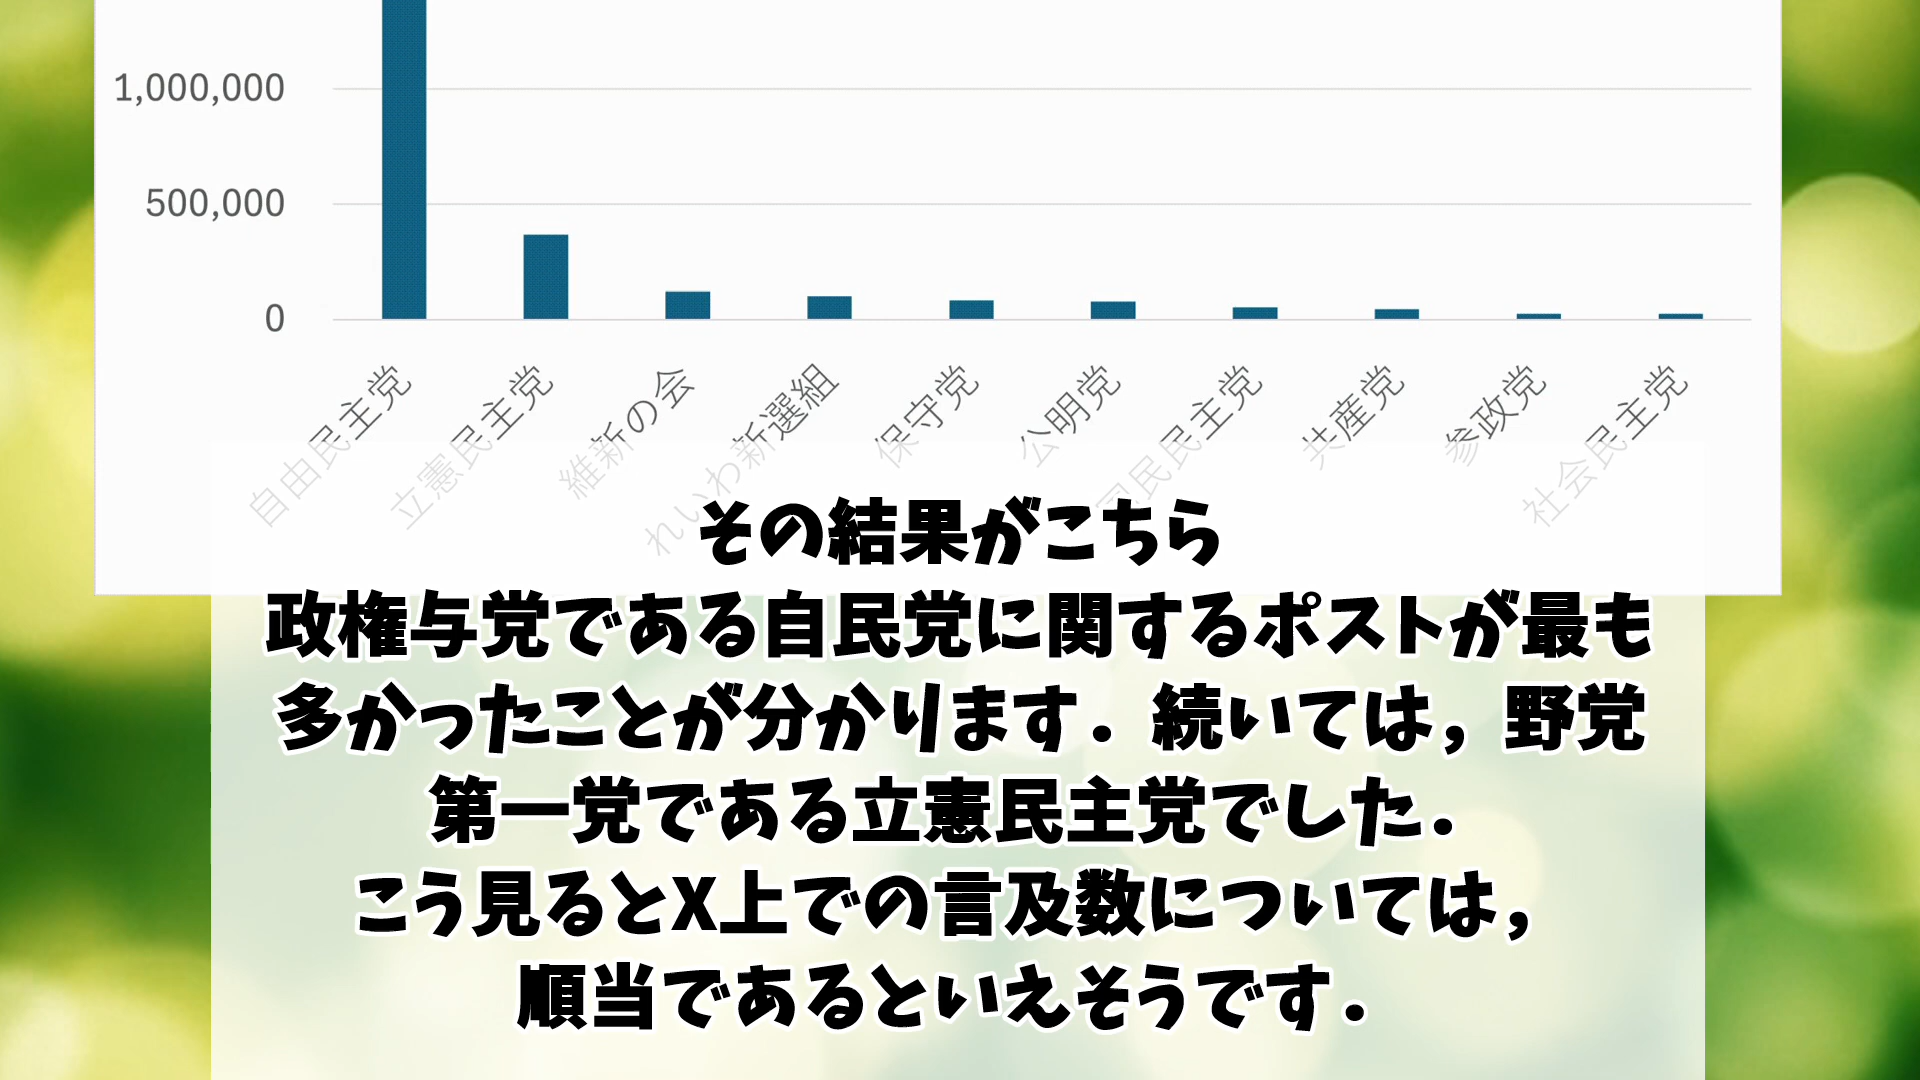 1,000,000
500,000
0
自由民主党
立憲民主党
維新の会
れいわ新選組
保守党
公明党
国民民主党
共産党
参政党
社会民主党
その結果がこちら
政権与党である自民党に関するポストが最も
多かったことが分かります．続いては，野党
第一党である立憲民主党でした．
こう見るとX上での言及数については，
順当であるといえそうです．